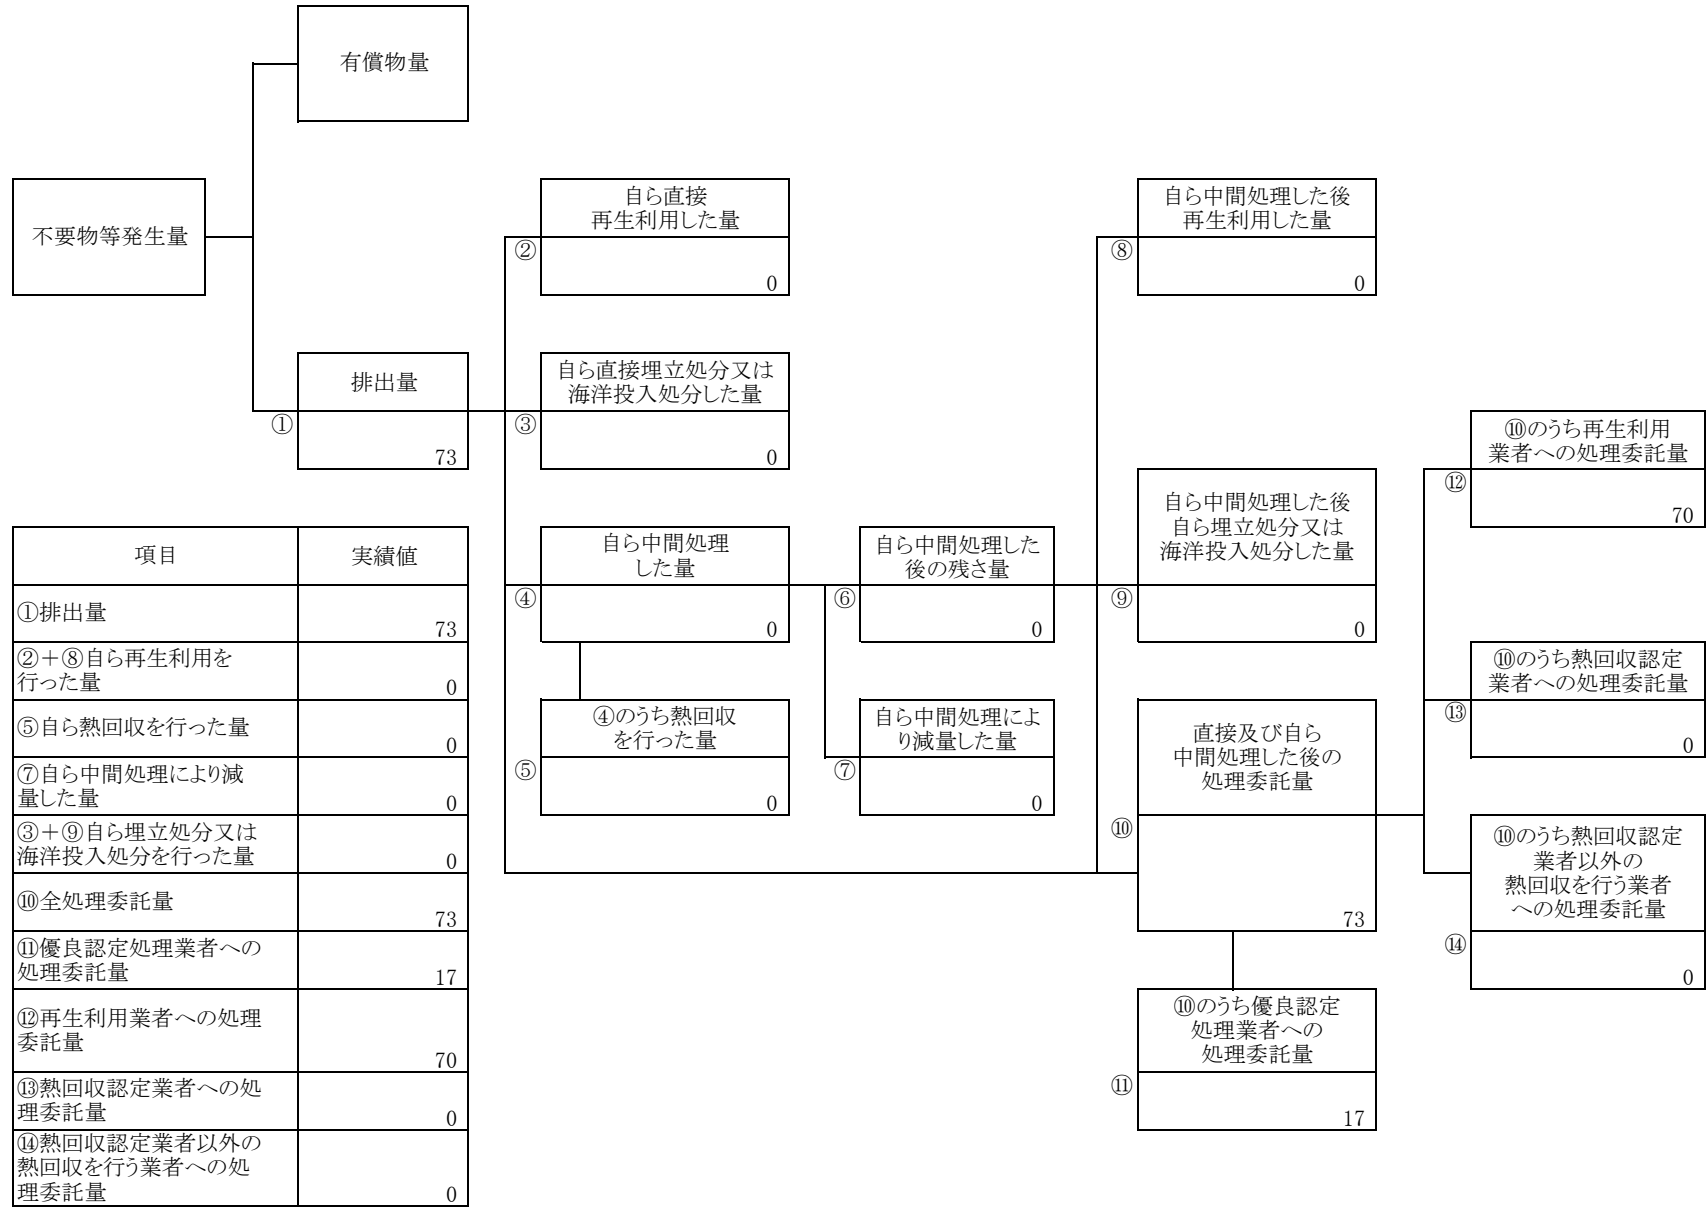 有償物量
不要物等発生量
自ら直接
再生利用した量
②
0
自ら中間処理した後
再生利用した量
⑧
0
排出量
①
73
自ら直接埋立処分又は
海洋投入処分した量
③
0
⑩のうち再生利用
業者への処理委託量
⑫
70
自ら中間処理
した量
④
0
自ら中間処理した
後の残さ量
⑥
0
自ら中間処理した後
自ら埋立処分又は
海洋投入処分した量
⑨
0
⑩のうち熱回収認定
業者への処理委託量
⑬
0
④のうち熱回収
を行った量
⑤
0
自ら中間処理によ
り減量した量
⑦
0
直接及び自ら
中間処理した後の
処理委託量
⑩
73
⑩のうち熱回収認定
業者以外の
熱回収を行う業者
への処理委託量
⑭
0
⑩のうち優良認定
処理業者への
処理委託量
⑪
17
項目 実績値
①排出量
73
②＋⑧自ら再生利用を
行った量
0
⑤自ら熱回収を行った量
0
⑦自ら中間処理により減
量した量
0
③＋⑨自ら埋立処分又は
海洋投入処分を行った量
0
⑩全処理委託量
73
⑪優良認定処理業者への
処理委託量
17
⑫再生利用業者への処理
委託量
70
⑬熱回収認定業者への処
理委託量
0
⑭熱回収認定業者以外の
熱回収を行う業者への処
理委託量
0